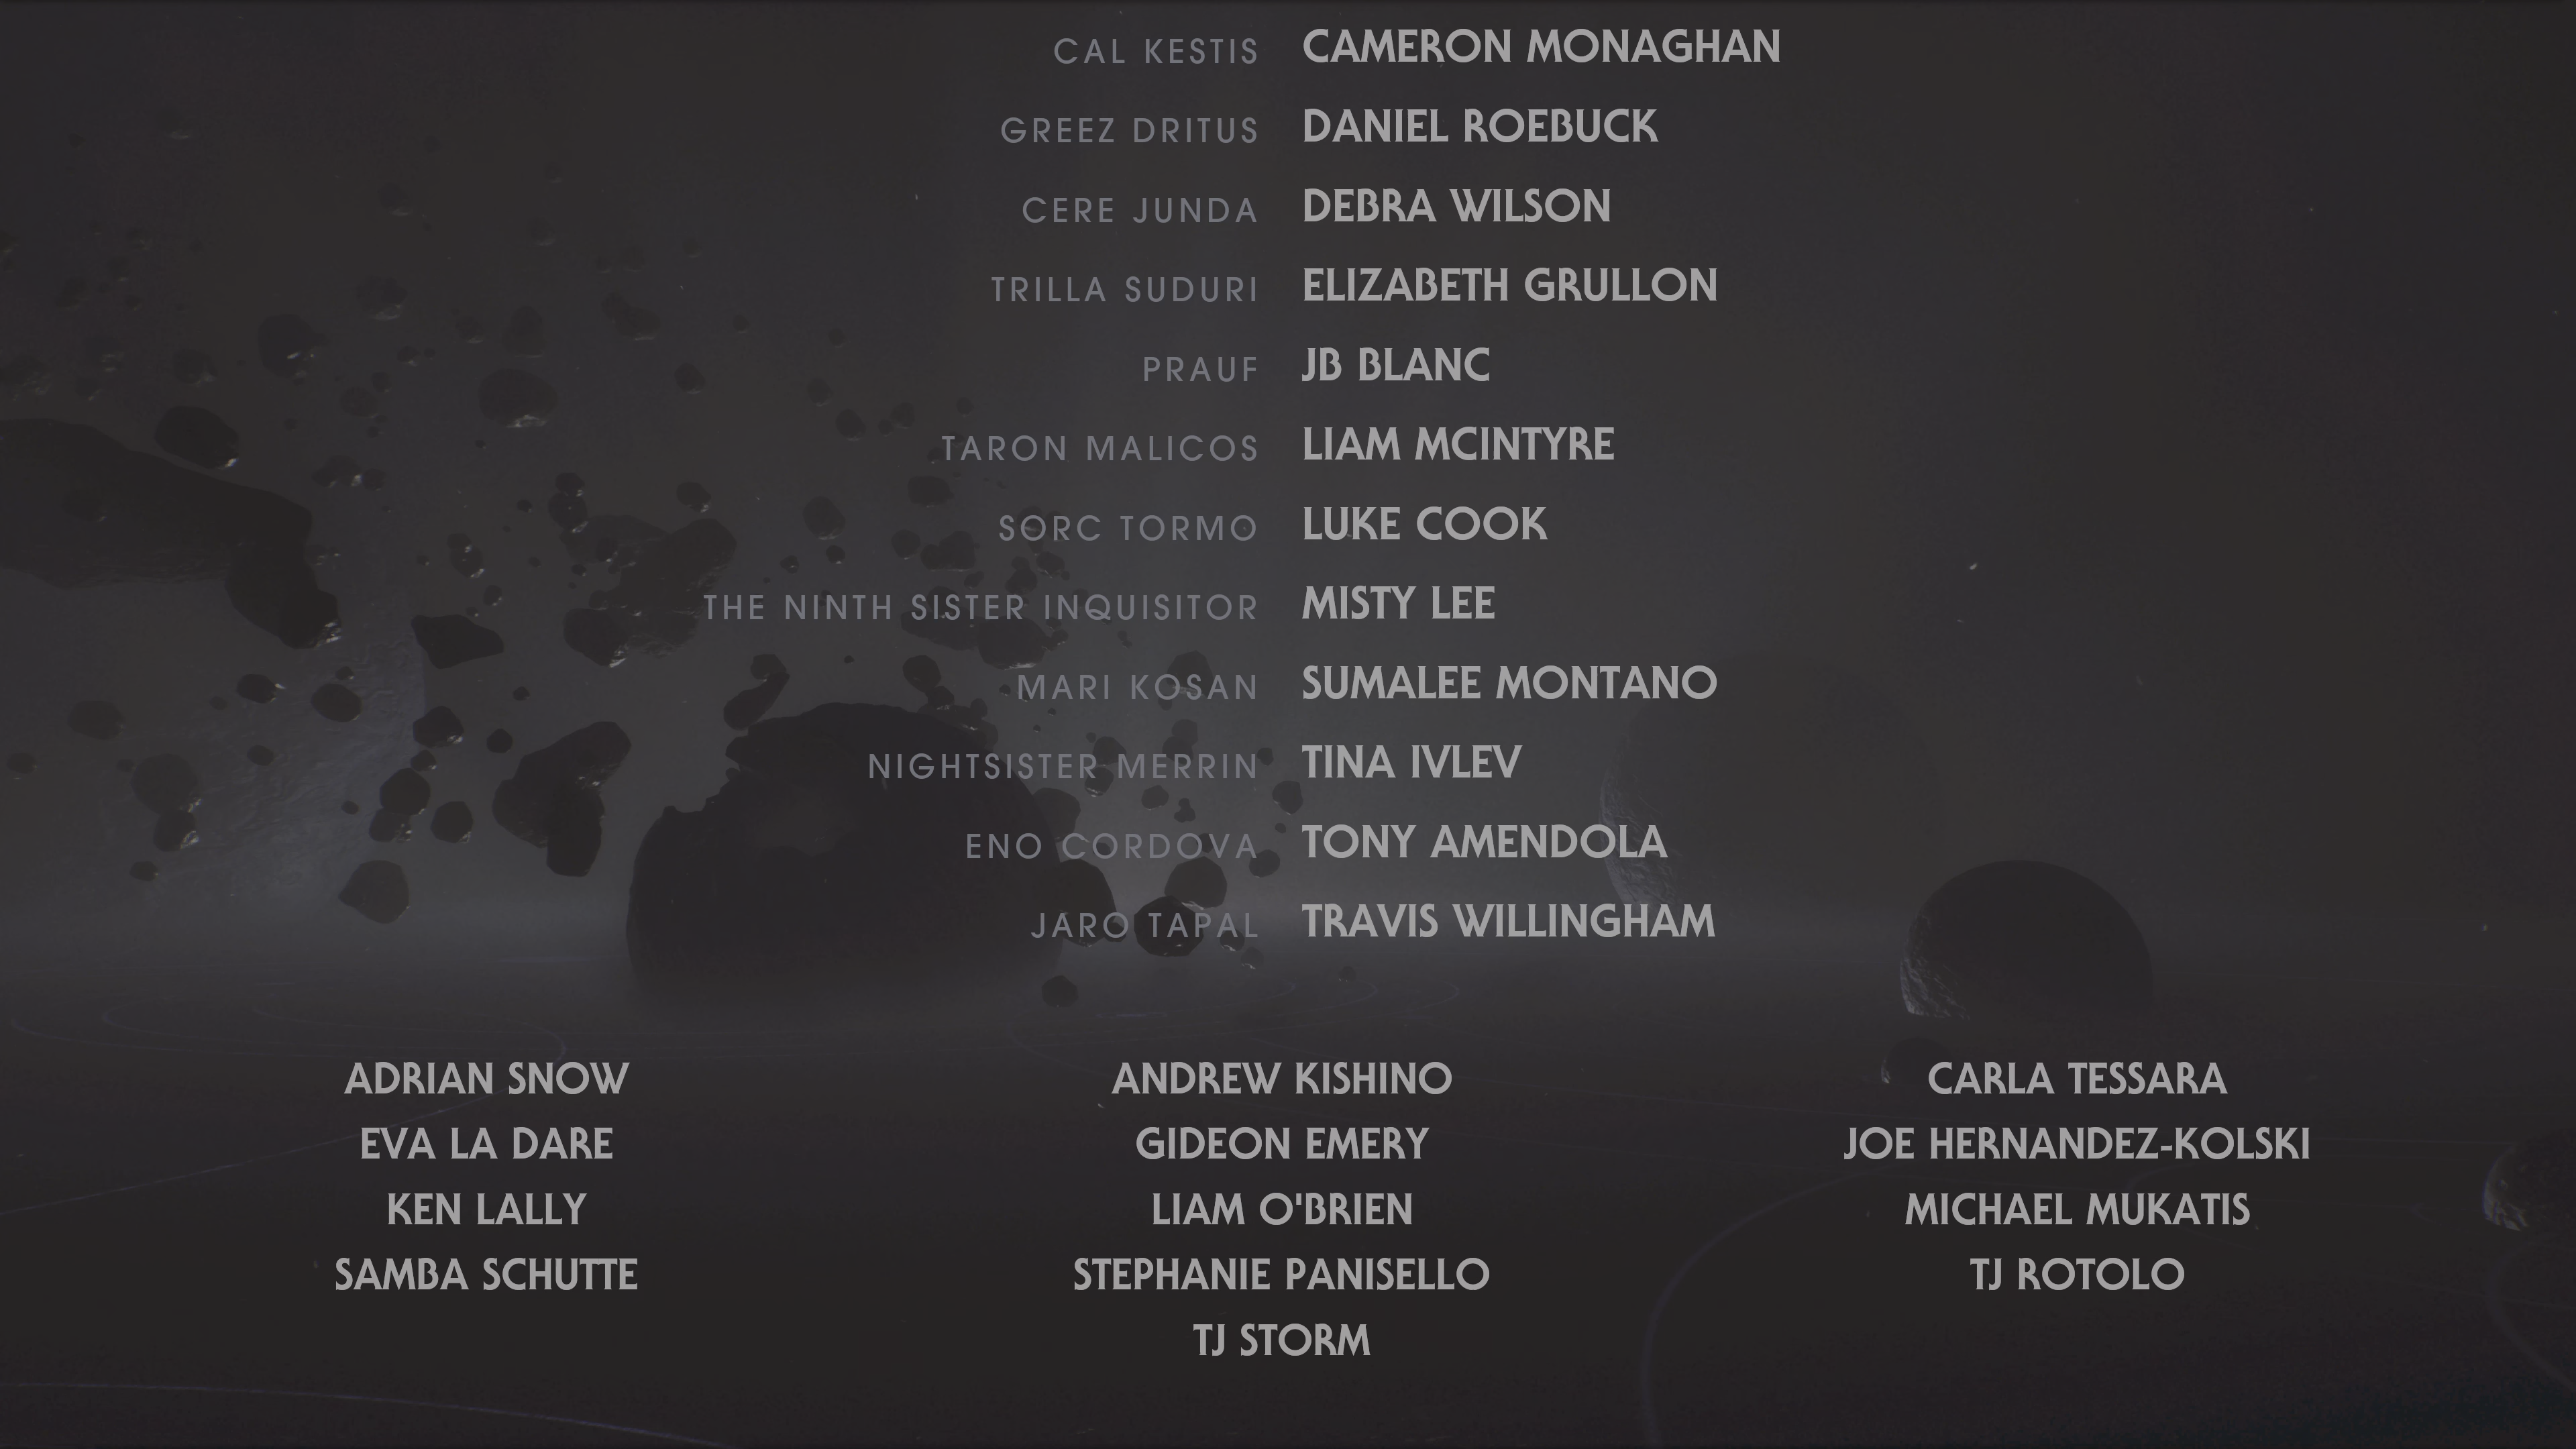 CAL KESTIS CAMERON MONAGHAN
GREEZ DRITUS DANIEL ROEBUCK
CERE JUNDA DEBRA WILSON
TRILLA SUDURI ELIZABETH GRULLON
PRAUF JB BLANC
TARON MALICOS LIAM MCINTYRE
SORC TORMO LUKE COOK
THE NINTH SISTER INQUISITOR MISTY LEE
MARI KOSAN SUMALEE MONTANO
NIGHTSISTER MERRIN TINA IVLEV
ENO CORDOVA TONY AMENDOLA
JARO TAPAL TRAVIS WILLINGHAM
ADRIAN SNOW ANDREW KISHINO CARLA TESSARA
EVA LA DARE GIDEON EMERY JOE HERNANDEZ-KOLSKI
KEN LALLY LIAM O'BRIEN MICHAEL MUKATIS
SAMBA SCHUTTE STEPHANIE PANISELLO TJ ROTOLO
TJ STORM